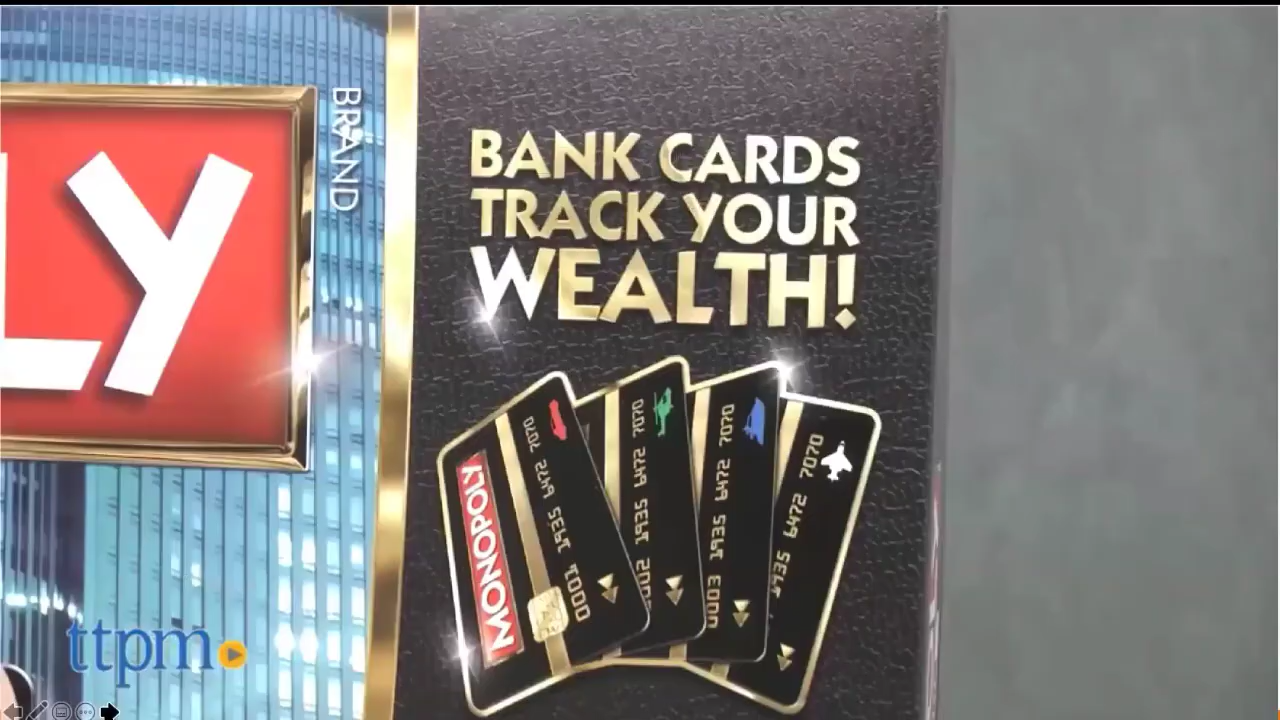 LY
BRAND
BANK CARDS
TRACK YOUR
WEALTH!
MONOPOLY
0001 1935 6472 7070
0002 1935 6472 7070
0003 1935 6472 7070
1935 6472 7070
ttpm